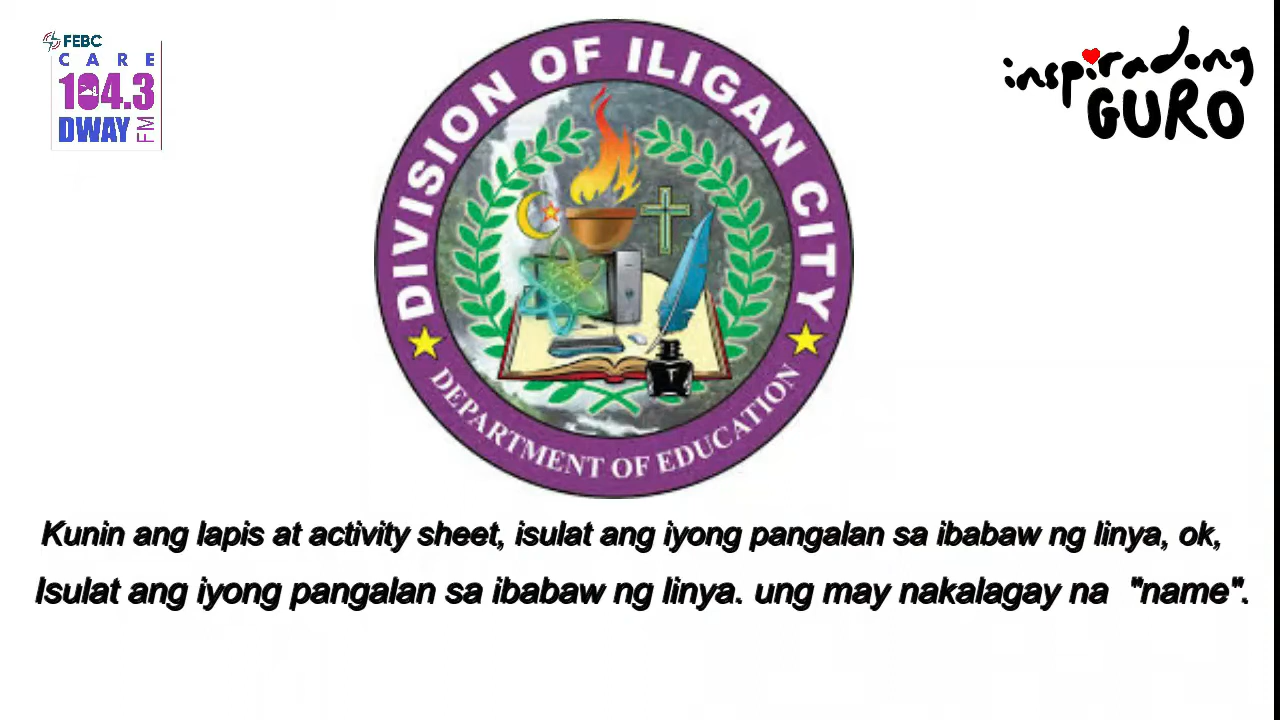 FEBC
CARE
104.3
DWAY FM
inspiradong
GURO
DIVISION OF ILIGAN CITY
DEPARTMENT OF EDUCATION
Kunin ang lapis at activity sheet, isulat ang iyong pangalan sa ibabaw ng linya, ok,
Isulat ang iyong pangalan sa ibabaw ng linya. ung may nakalagay na "name".